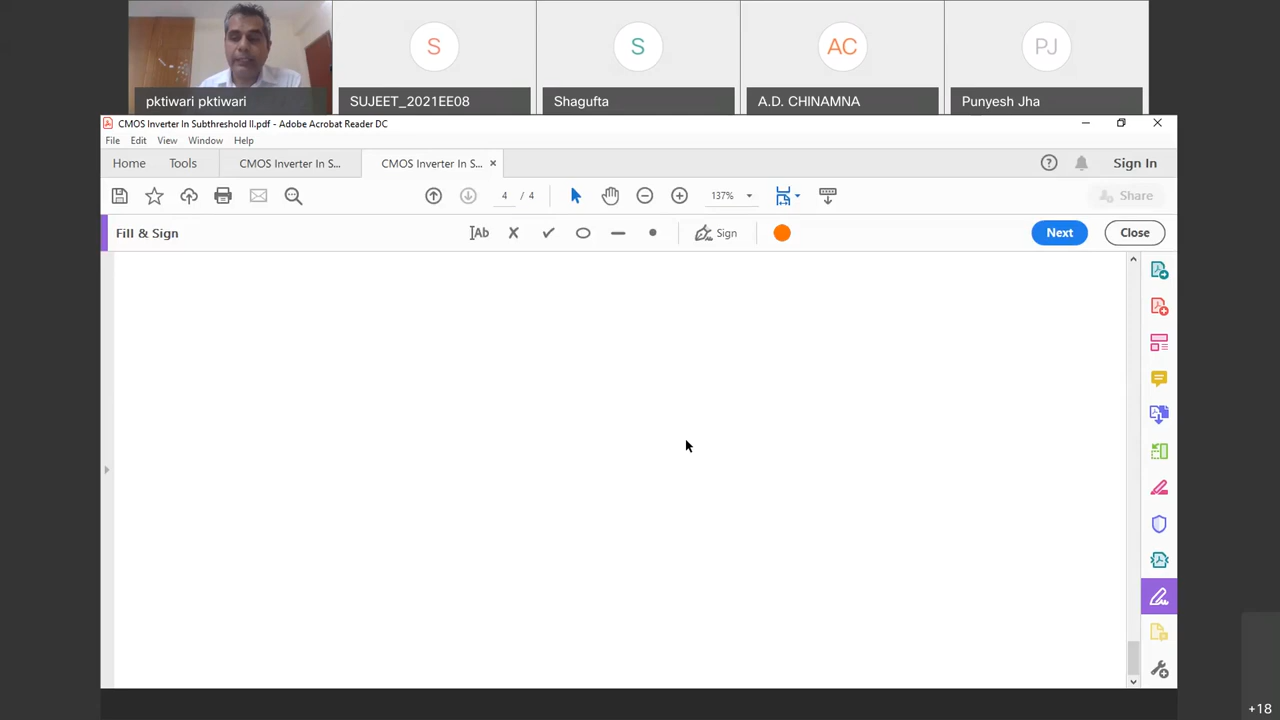 S
S
AC
PJ
pktiwari pktiwari
SUJEET_2021EE08
Shagufta
A.D. CHINAMNA
Punyesh Jha
CMOS Inverter In Subthreshold II.pdf - Adobe Acrobat Reader DC
File Edit View Window Help
Home Tools CMOS Inverter In S... CMOS Inverter In S... × Sign In
4 / 4 137% Share
Fill & Sign Ab Sign Next Close
+18